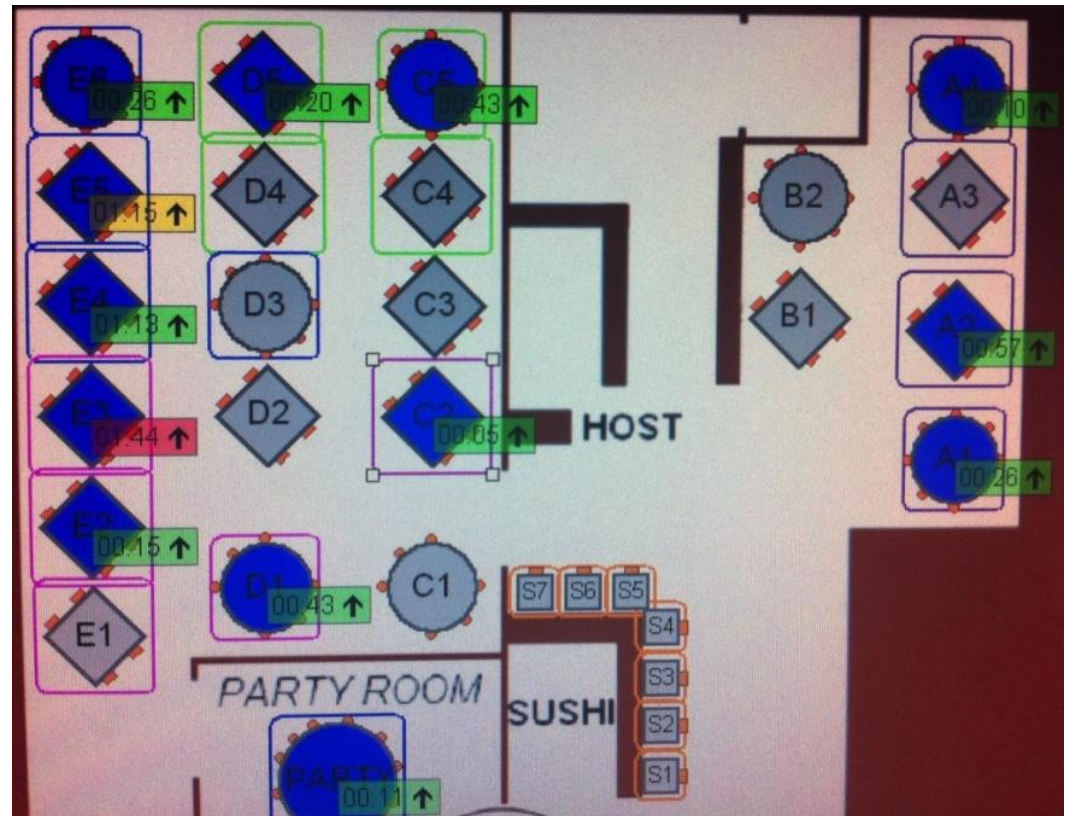 E6 D5 C5 A4
00:26 00:20 00:43 00:10
E5 D4 C4 B2 A3
01:15
E4 D3 C3 B1 A2
01:13 00:57
E3 D2 C2 HOST A1
01:44 00:05 00:26
E2
00:15
D1 C1 S7 S6 S5
00:43
E1 S4
PARTY ROOM S3
SUSHI S2
PARTY S1
00:11